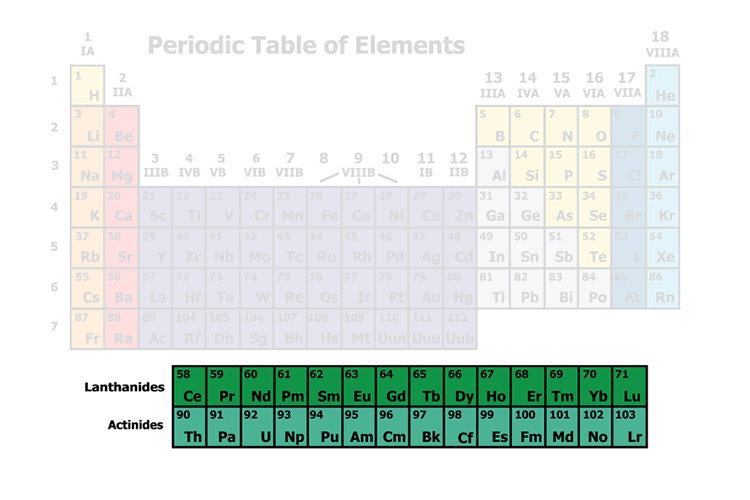 1
IA
Periodic Table of Elements
18
VIIIA
1
1
H
2
IIA
13 14 15 16 17
IIIA IVA VA VIA VIIA
2
He
2
3 4
Li Be
5 6 7 8 9 10
B C N O F Ne
3 4 5 6 7 8 9 10 11 12
IIIB IVB VB VIB VIIB VIIIB IB IIB
3
11 12
Na Mg
13 14 15 16 17 18
Al Si P S Cl Ar
4
19 20 21 22 23 24 25 26 27 28 29 30 31 32 33 34 35 36
K Ca Sc Ti V Cr Mn Fe Co Ni Cu Zn Ga Ge As Se Br Kr
5
37 38 39 40 41 42 43 44 45 46 47 48 49 50 51 52 53 54
Rb Sr Y Zr Nb Mo Tc Ru Rh Pd Ag Cd In Sn Sb Te I Xe
6
55 56 57 72 73 74 75 76 77 78 79 80 81 82 83 84 85 86
Cs Ba La Hf Ta W Re Os Ir Pt Au Hg Tl Pb Bi Po At Rn
7
87 88 89 104 105 106 107 108 109 110 111 112
Fr Ra Ac Rf Db Sg Bh Hs Mt Uun Uuu Uub
Lanthanides
58 59 60 61 62 63 64 65 66 67 68 69 70 71
Ce Pr Nd Pm Sm Eu Gd Tb Dy Ho Er Tm Yb Lu
Actinides
90 91 92 93 94 95 96 97 98 99 100 101 102 103
Th Pa U Np Pu Am Cm Bk Cf Es Fm Md No Lr